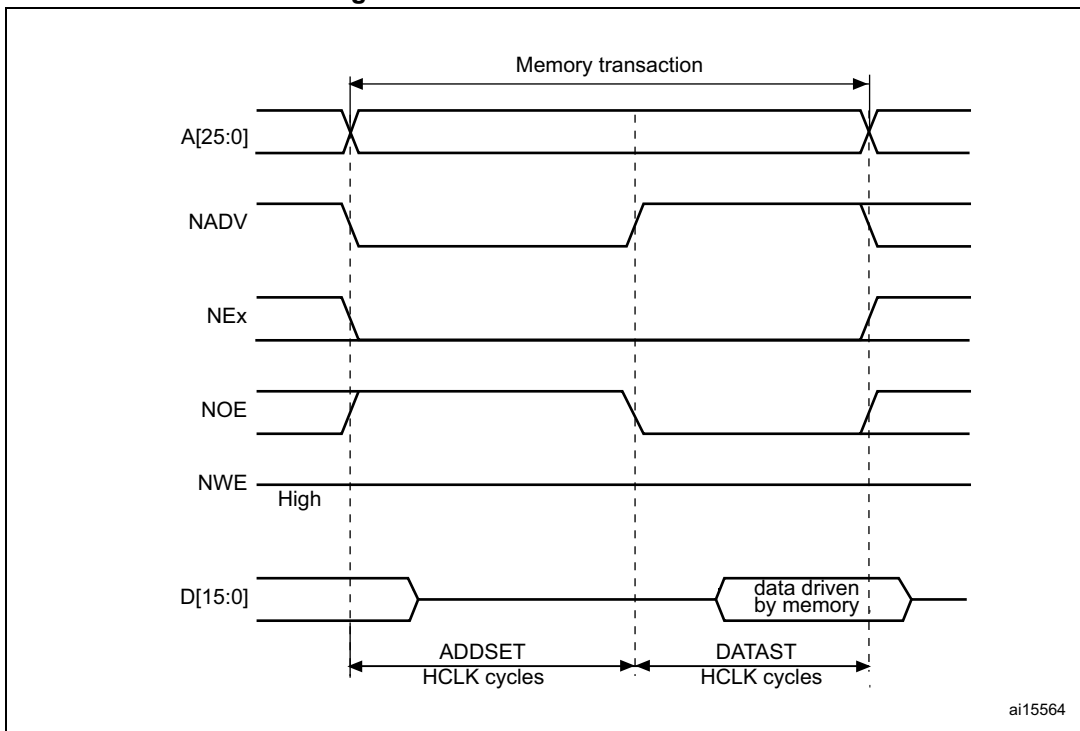 Memory transaction
A[25:0]
NADV
NEx
NOE
NWE
High
D[15:0]
data driven
by memory
ADDSET
HCLK cycles
DATAST
HCLK cycles
ai15564